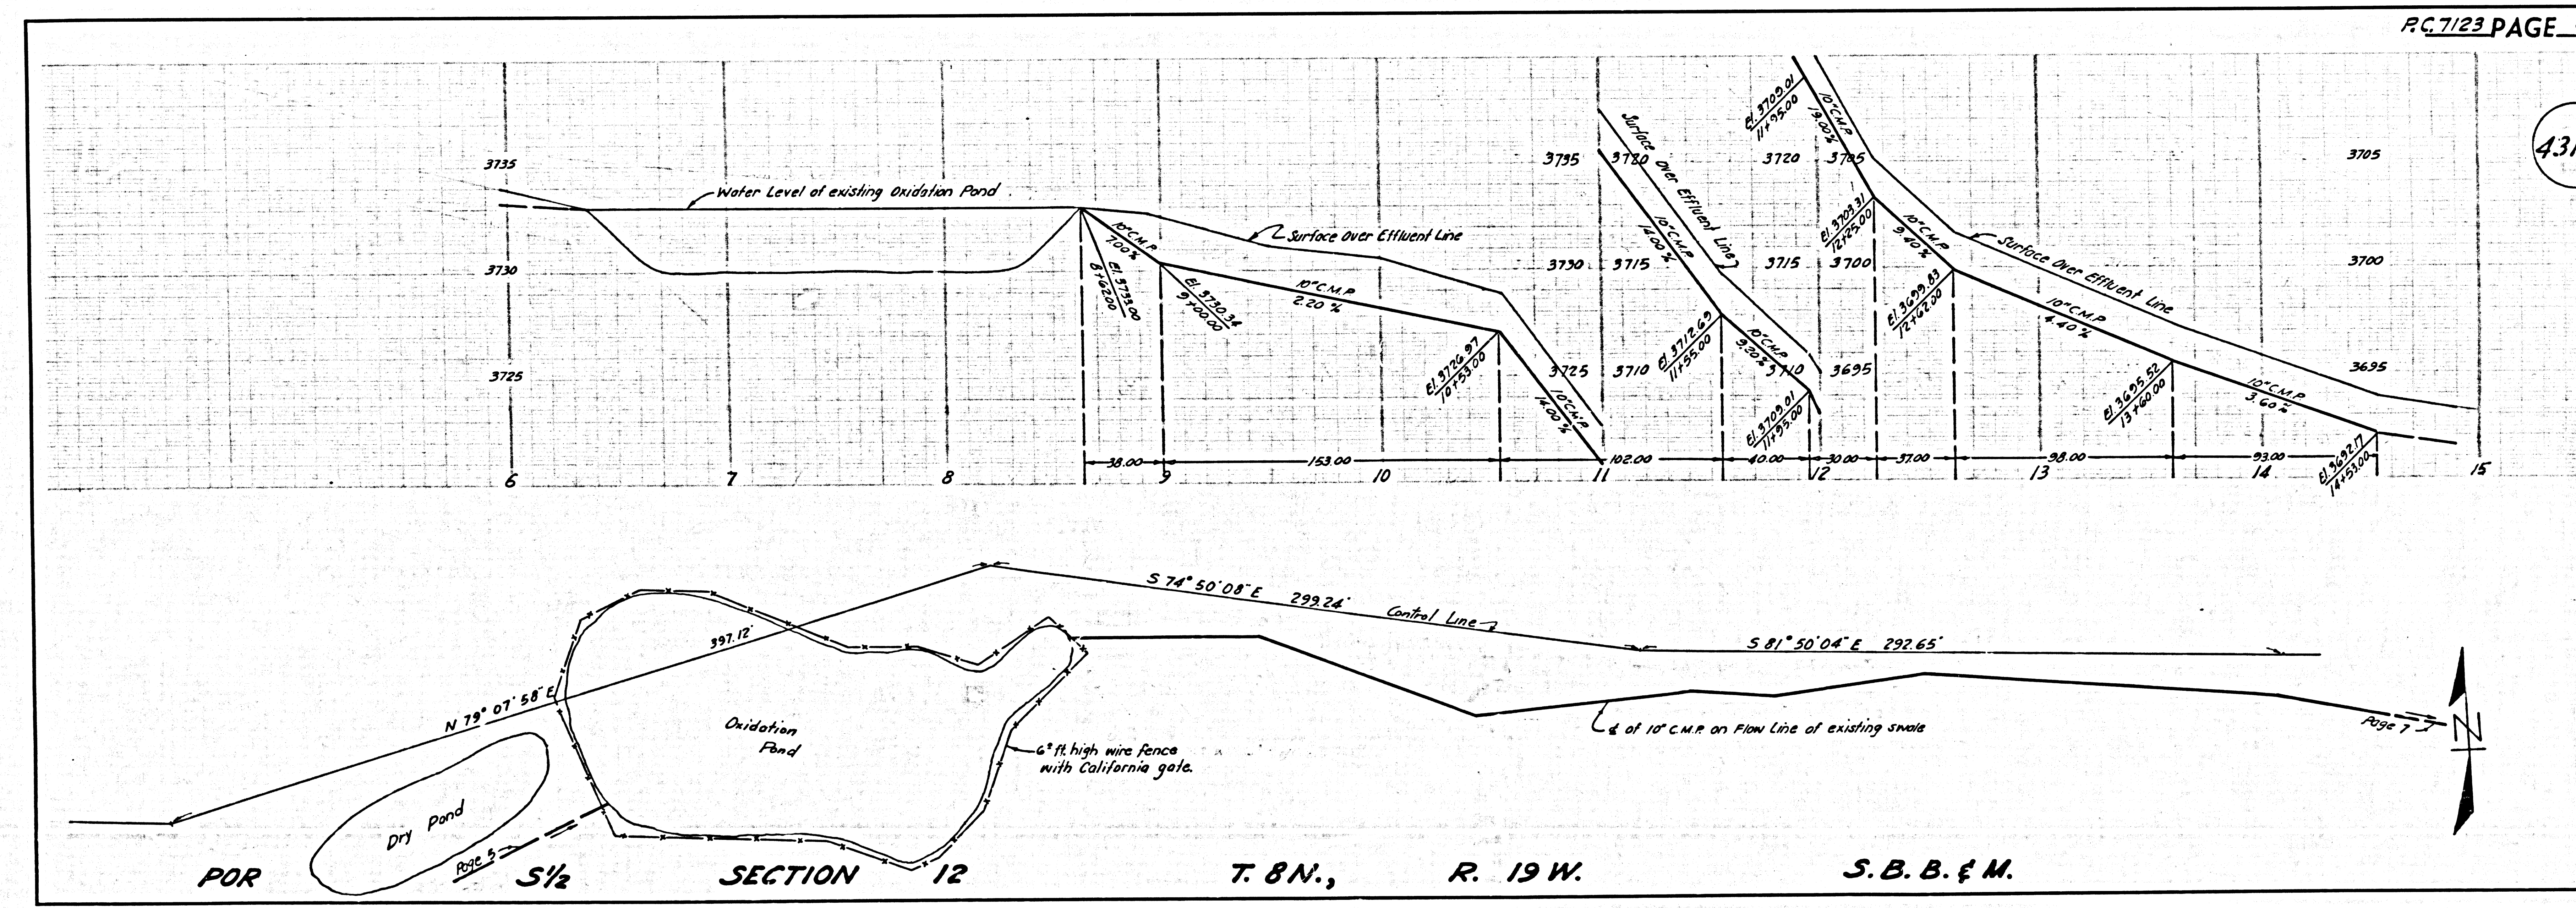 P.C. 7123 PAGE
431
3735
3730
3725
Water Level of existing Oxidation Pond
10" C.M.P.
7.00%
El. 3733.00
8+62.00
El. 3730.34
9+00.00
Surface Over Effluent Line
10" C.M.P.
2.20 %
El. 3726.97
10+53.00
10" C.M.P.
14.00 %
3735 3720
3730 3715
3725 3710
Surface Over Effluent Line
10" C.M.P.
14.00 %
El. 3712.69
11+55.00
10" C.M.P.
9.20%
El. 3709.01
11+95.00
3720 3705
3715 3700
3710 3695
El. 3709.01
11+95.00
10" C.M.P.
19.00%
El. 3703.31
12+25.00
10" C.M.P.
9.40 %
El. 3699.83
12+62.00
Surface Over Effluent Line
10" C.M.P.
4.40 %
El. 3695.52
13+60.00
10" C.M.P.
3.60 %
El. 3692.17
14+53.00
3705
3700
3695
38.00 153.00 102.00 40.00 30.00 37.00 98.00 93.00
6 7 8 9 10 11 12 13 14 15
S 74° 50' 08" E 299.24'
Control Line
S 81° 50' 04" E 292.65'
397.12'
N 79° 07' 58" E
Oxidation
Pond
6° ft. high wire fence
with California gate.
℄ of 10" C.M.P. on Flow Line of existing swale
Page 7
N
Dry Pond
Page 5
POR S½ SECTION 12 T. 8 N., R. 19 W. S. B. B. & M.